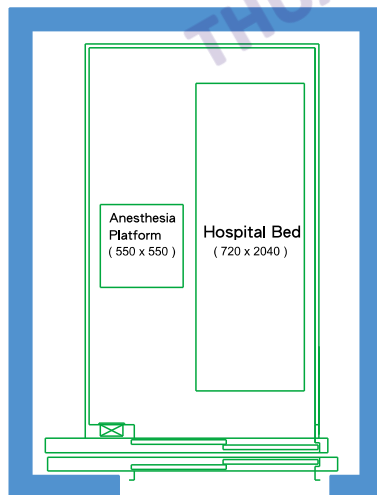 Anesthesia
Platform
( 550 x 550 )
Hospital Bed
( 720 x 2040 )